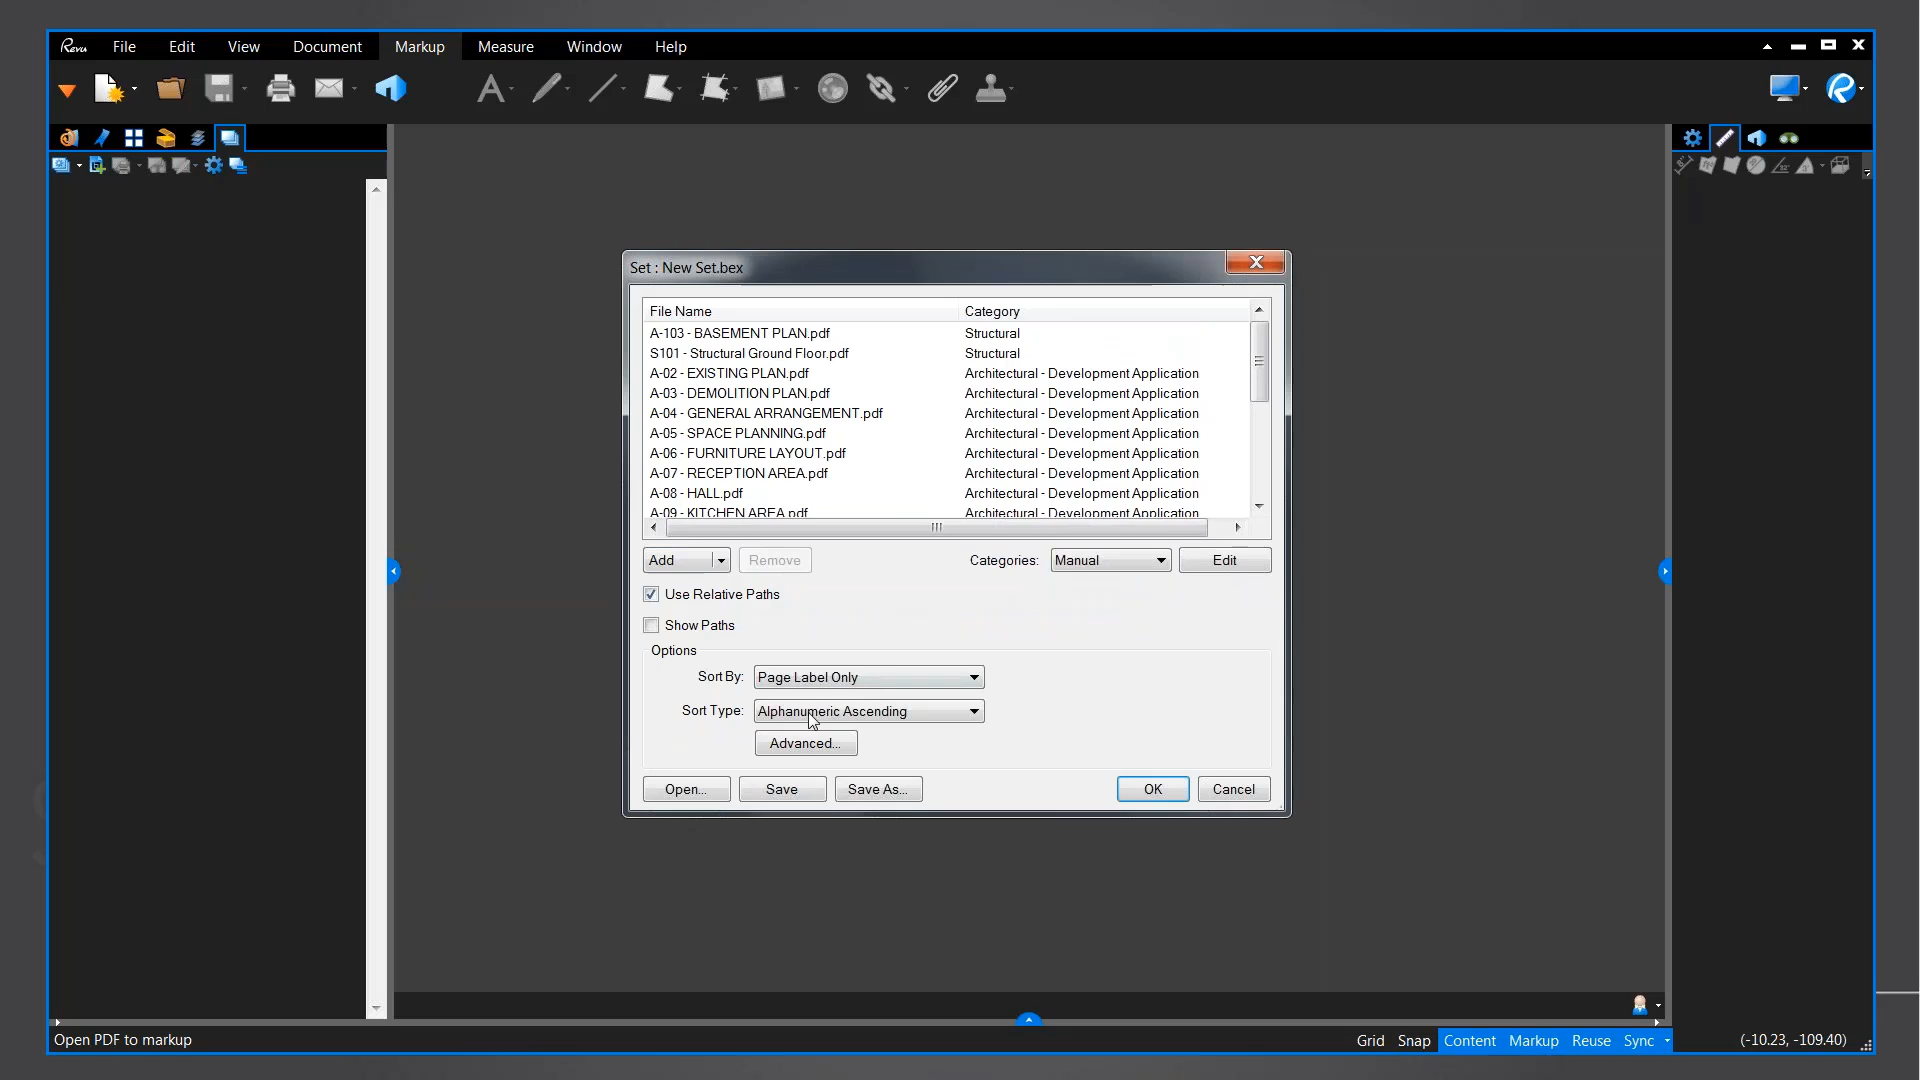 Revu File Edit View Document Markup Measure Window Help
Set : New Set.bex
File Name Category
A-103 - BASEMENT PLAN.pdf Structural
S101 - Structural Ground Floor.pdf Structural
A-02 - EXISTING PLAN.pdf Architectural - Development Application
A-03 - DEMOLITION PLAN.pdf Architectural - Development Application
A-04 - GENERAL ARRANGEMENT.pdf Architectural - Development Application
A-05 - SPACE PLANNING.pdf Architectural - Development Application
A-06 - FURNITURE LAYOUT.pdf Architectural - Development Application
A-07 - RECEPTION AREA.pdf Architectural - Development Application
A-08 - HALL.pdf Architectural - Development Application
A-09 - KITCHEN AREA.pdf Architectural - Development Application
Add Remove Categories: Manual Edit
Use Relative Paths
Show Paths
Options
Sort By: Page Label Only
Sort Type: Alphanumeric Ascending
Advanced...
Open... Save Save As... OK Cancel
Open PDF to markup Grid Snap Content Markup Reuse Sync (-10.23, -109.40)